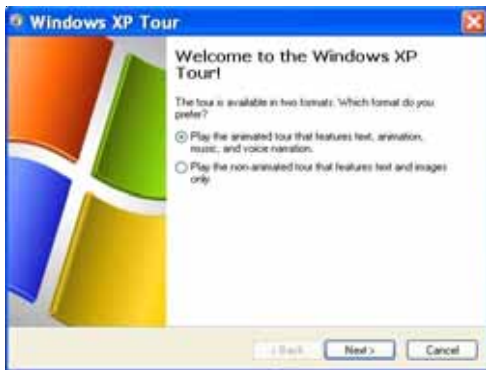 Windows XP Tour
Welcome to the Windows XP
Tour!
The tour is available in two formats. Which format do you
prefer?
Play the animated tour that features text, animation,
music, and voice narration.
Play the non-animated tour that features text and images
only.
< Back
Next >
Cancel